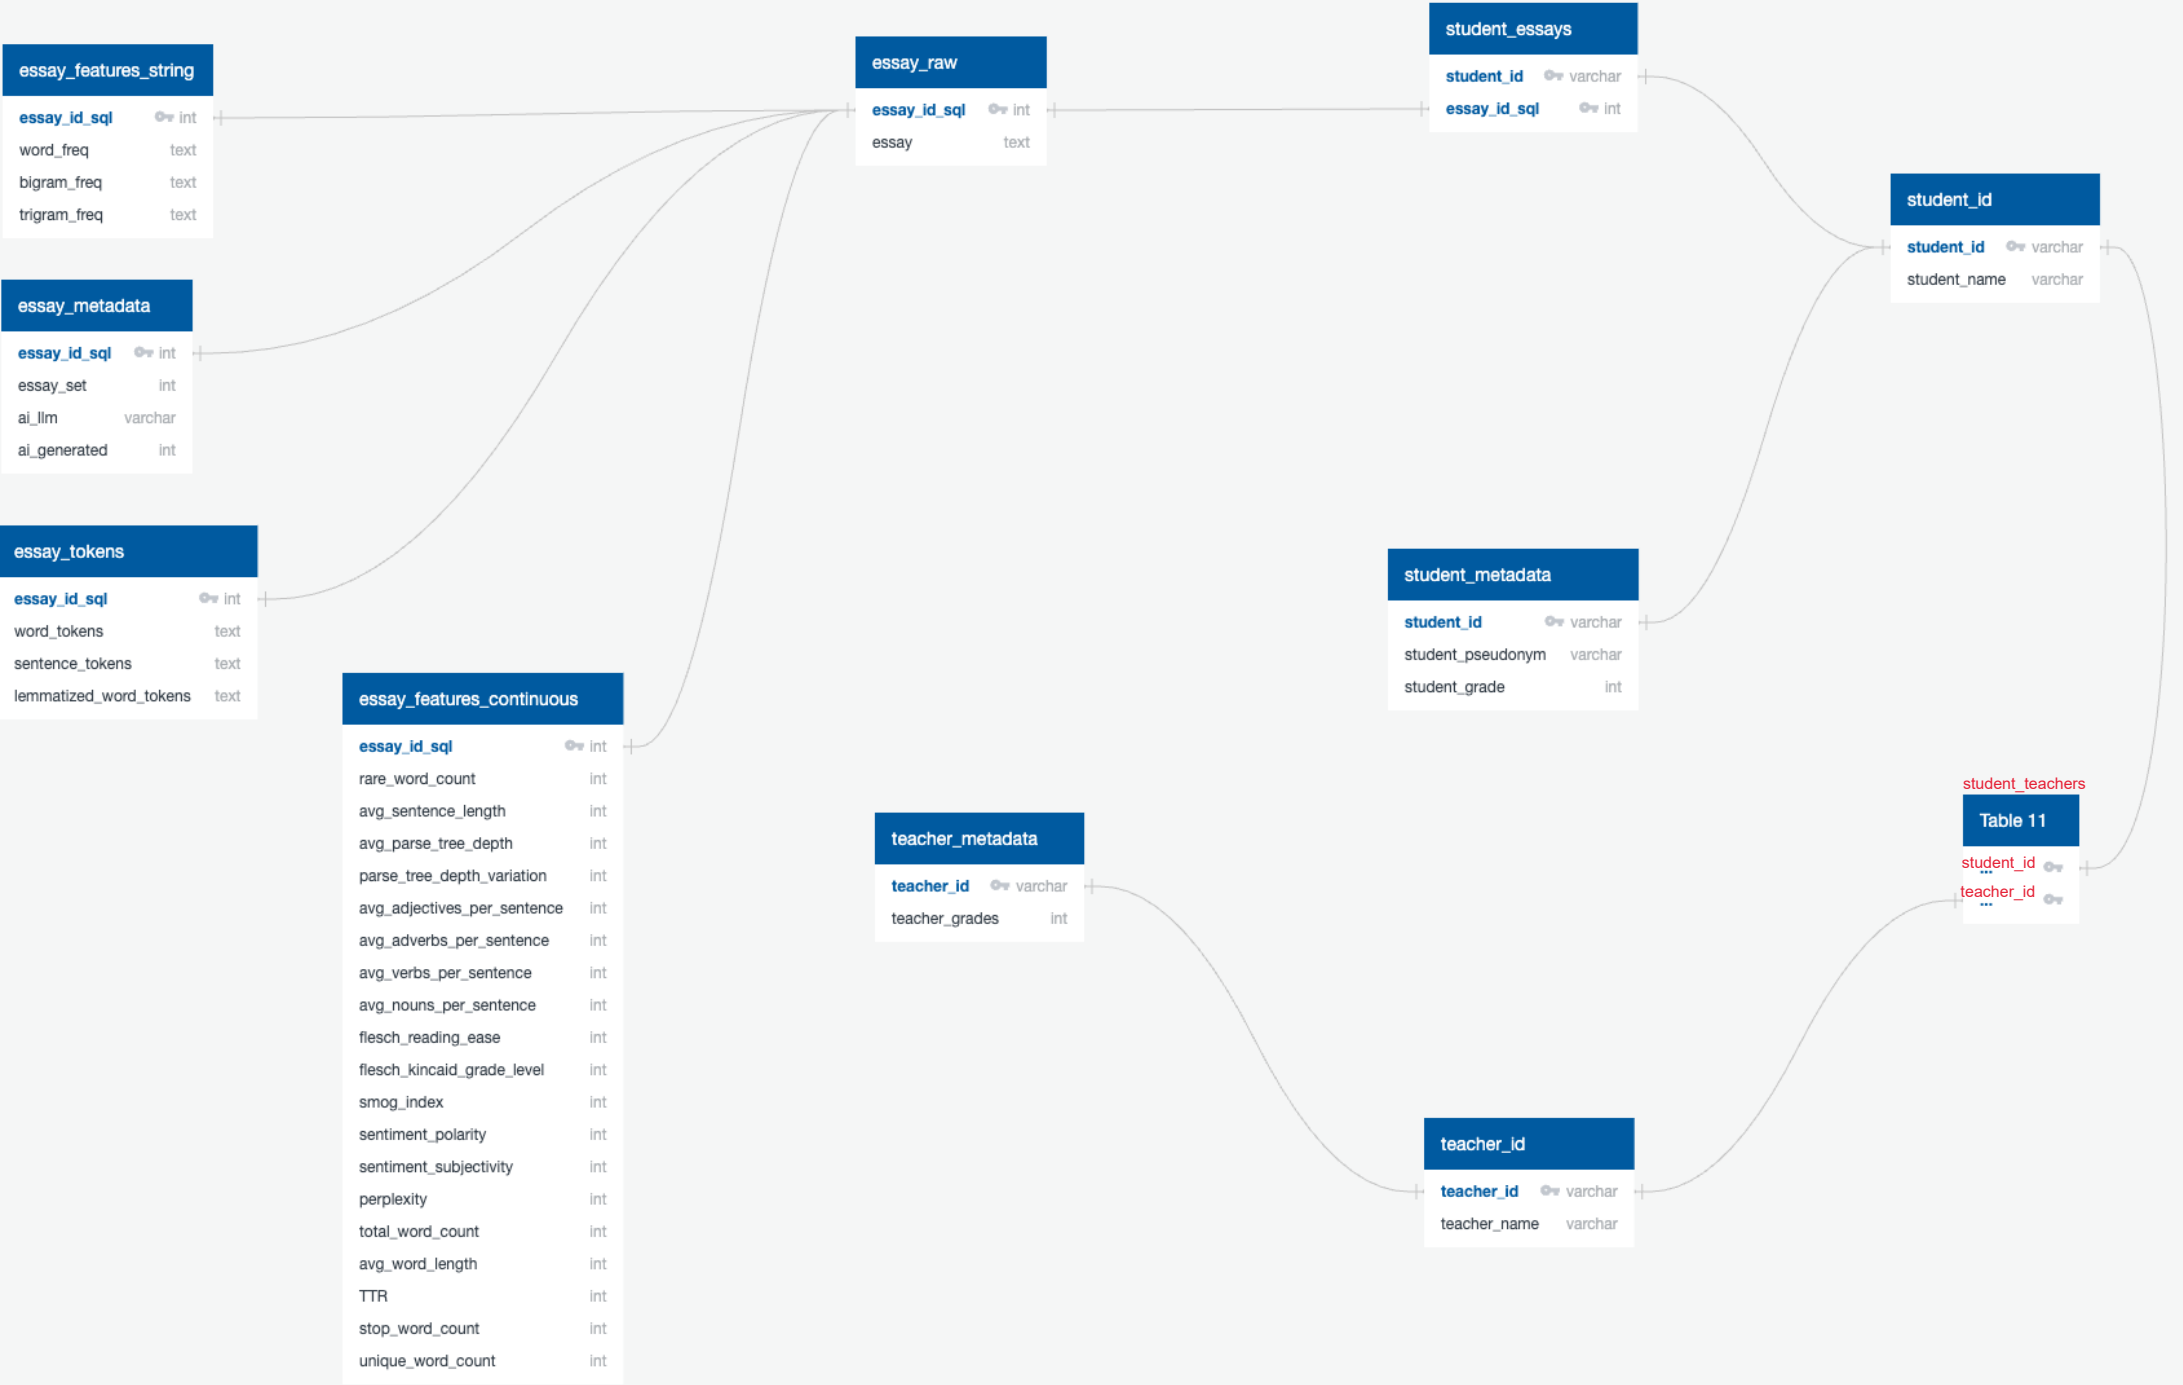 essay_features_string
essay_id_sql int
word_freq text
bigram_freq text
trigram_freq text
essay_metadata
essay_id_sql int
essay_set int
ai_llm varchar
ai_generated int
essay_tokens
essay_id_sql int
word_tokens text
sentence_tokens text
lemmatized_word_tokens text
essay_features_continuous
essay_id_sql int
rare_word_count int
avg_sentence_length int
avg_parse_tree_depth int
parse_tree_depth_variation int
avg_adjectives_per_sentence int
avg_adverbs_per_sentence int
avg_verbs_per_sentence int
avg_nouns_per_sentence int
flesch_reading_ease int
flesch_kincaid_grade_level int
smog_index int
sentiment_polarity int
sentiment_subjectivity int
perplexity int
total_word_count int
avg_word_length int
TTR int
stop_word_count int
unique_word_count int
essay_raw
essay_id_sql int
essay text
student_essays
student_id varchar
essay_id_sql int
student_id
student_id varchar
student_name varchar
student_metadata
student_id varchar
student_pseudonym varchar
student_grade int
teacher_metadata
teacher_id varchar
teacher_grades int
student_teachers
Table 11
student_id
...
teacher_id
...
teacher_id
teacher_id varchar
teacher_name varchar